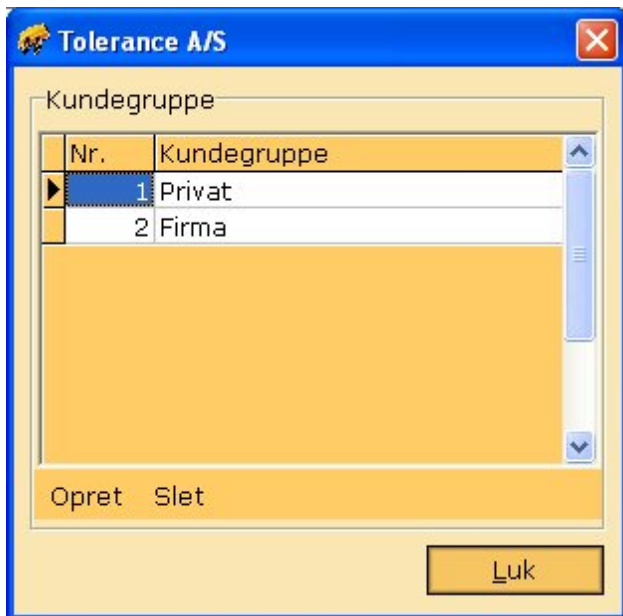 Tolerance A/S
Kundegruppe
Nr. Kundegruppe
1 Privat
2 Firma
Opret Slet
Luk